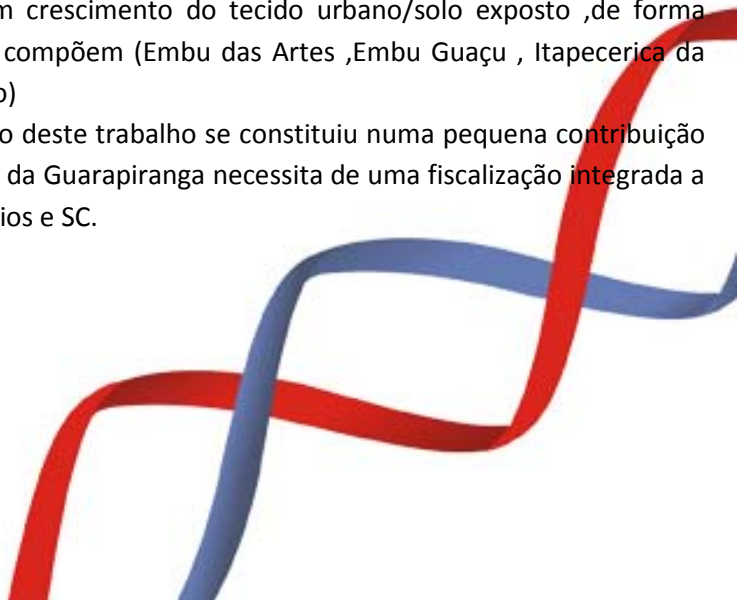 crescimento do tecido urbano/solo exposto ,de forma
compõem (Embu das Artes ,Embu Guaçu , Itapecerica da
deste trabalho se constituiu numa pequena contribuição
da Guarapiranga necessita de uma fiscalização integrada a
e SC.